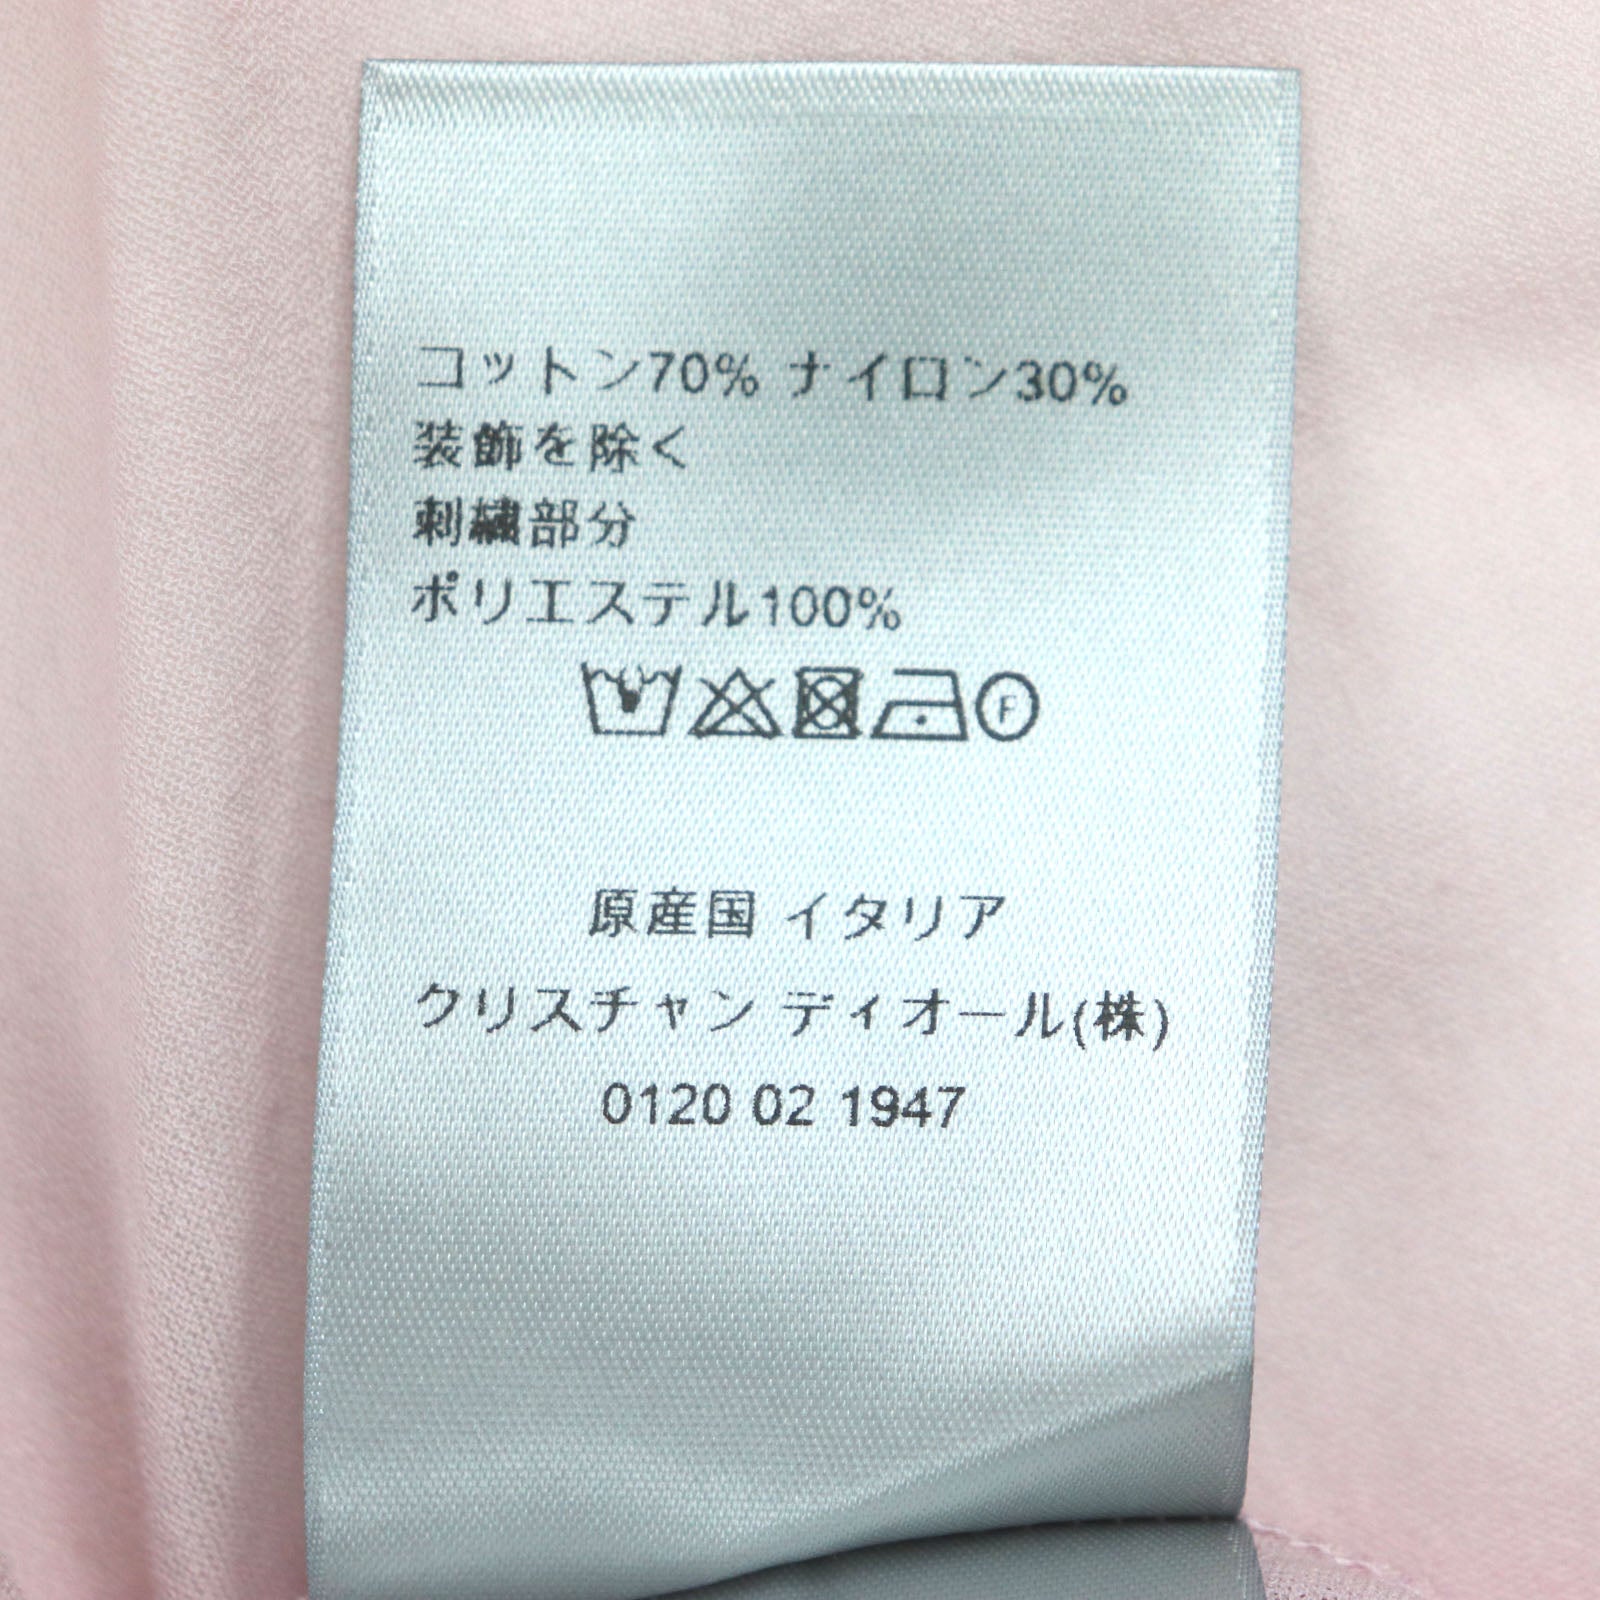 コットン70% ナイロン30%
装飾を除く
刺繍部分
ポリエステル100%
F
原産国 イタリア
クリスチャン ディオール(株)
0120 02 1947